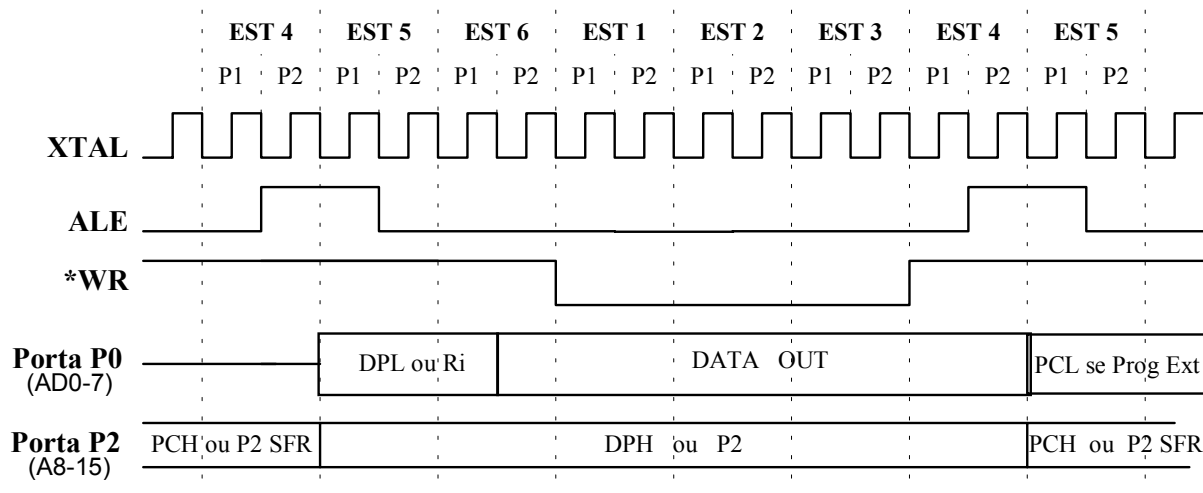 EST 4 EST 5 EST 6 EST 1 EST 2 EST 3 EST 4 EST 5
P1 P2 P1 P2 P1 P2 P1 P2 P1 P2 P1 P2 P1 P2 P1 P2
XTAL
ALE
*WR
Porta P0 DPL ou Ri DATA OUT PCL se Prog Ext
(AD0-7)
Porta P2 PCH ou P2 SFR DPH ou P2 PCH ou P2 SFR
(A8-15)